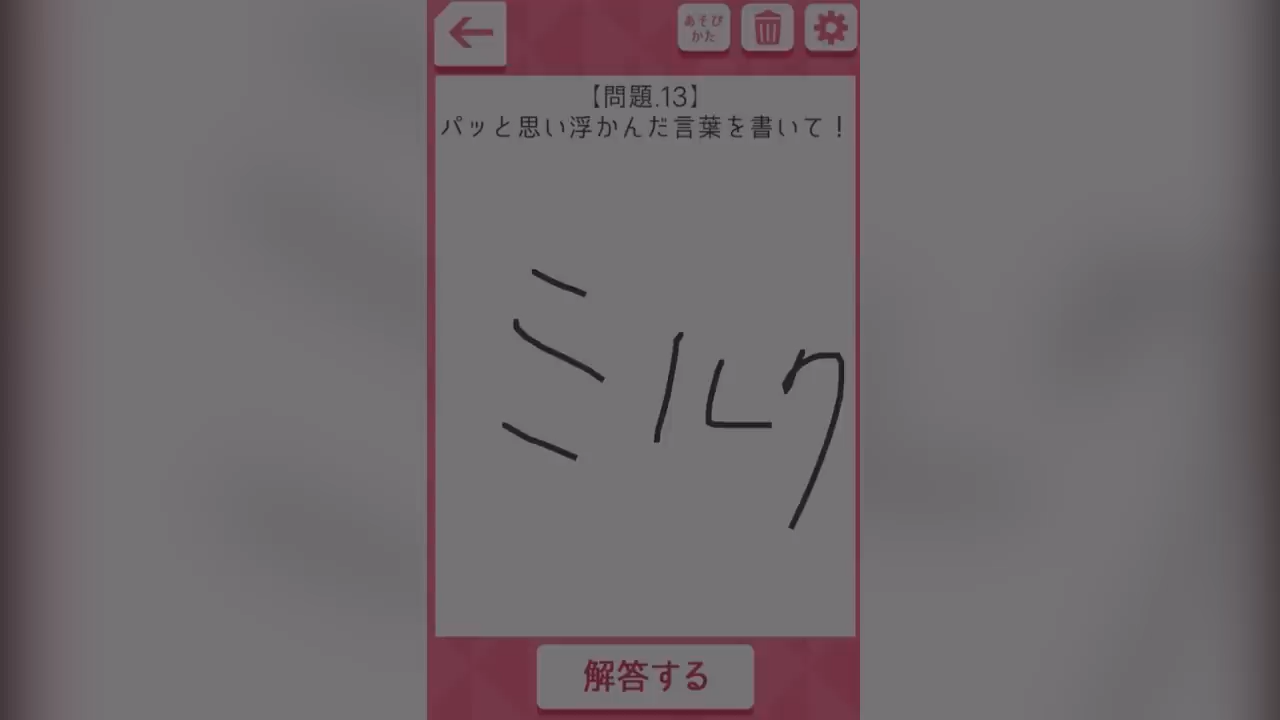 あそび
かた
【問題.13】
パッと思い浮かんだ言葉を書いて！
ミルク
解答する